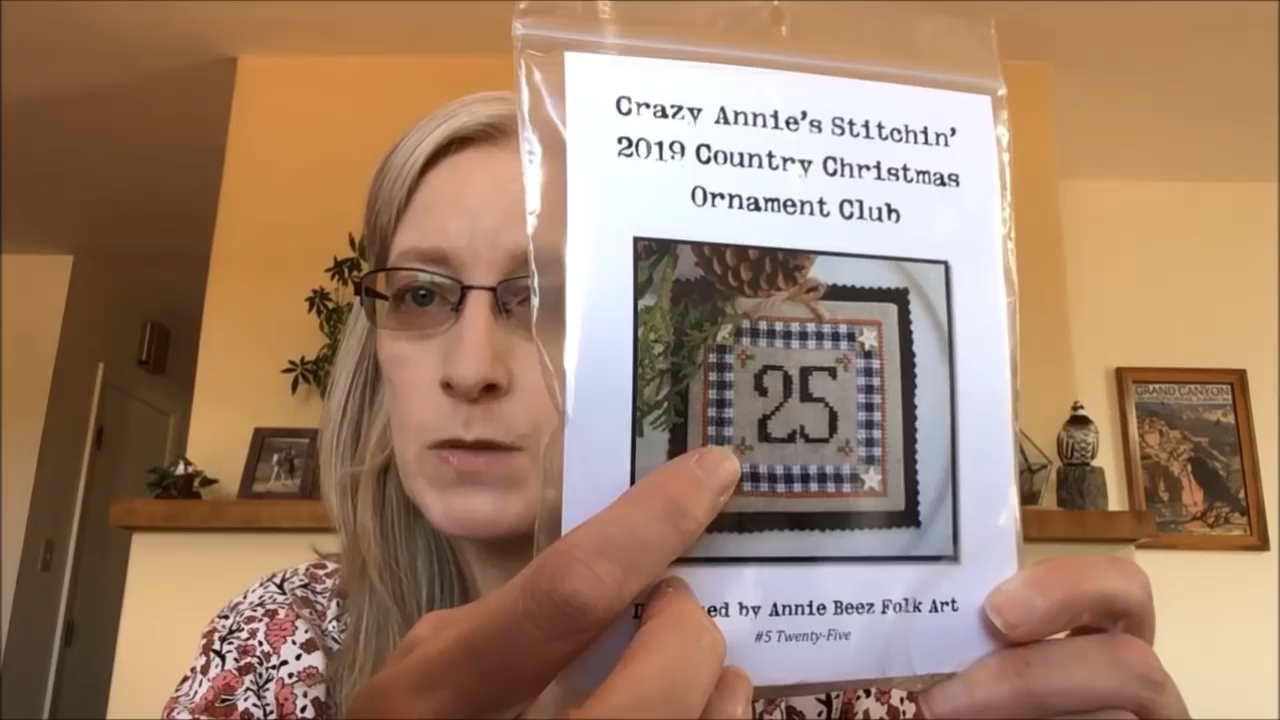 Crazy Annie's Stitchin'
2019 Country Christmas
Ornament Club
25
by Annie Beez Folk Art
#5 Twenty-Five
GRAND CANYON